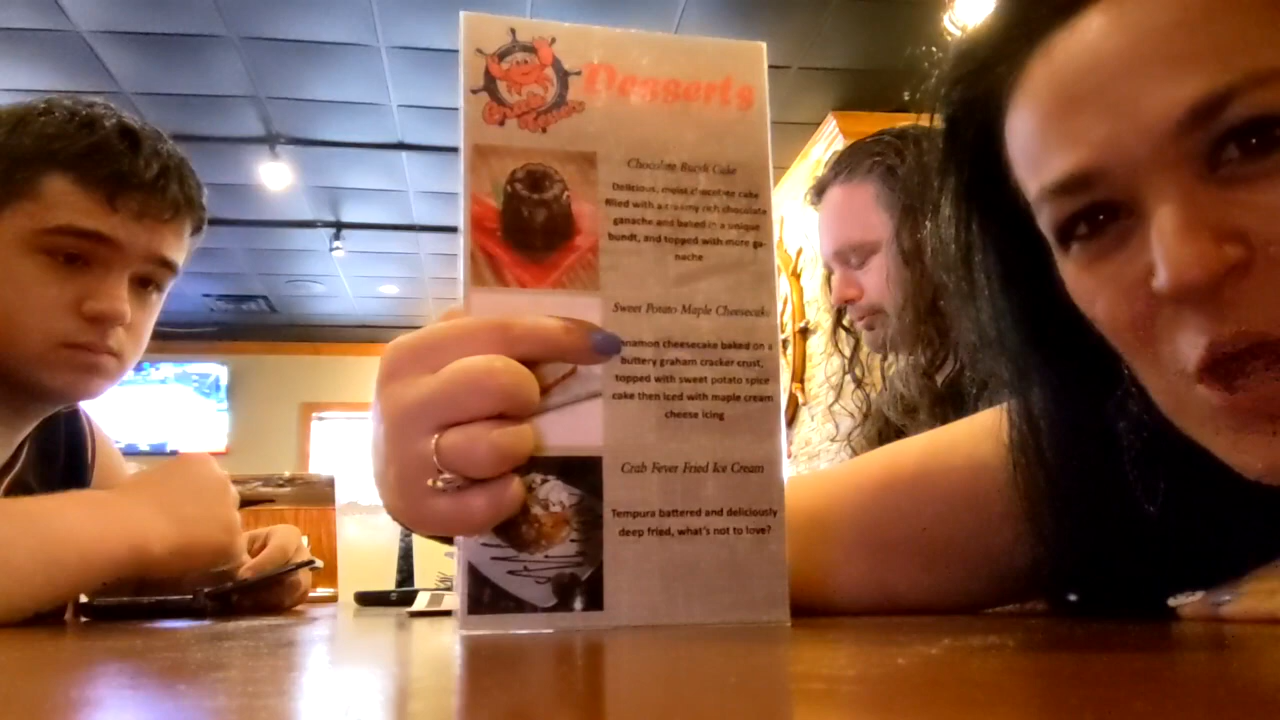 Desserts
Chocolate Bundt Cake
Delicious, moist chocolate cake
filled with a creamy rich chocolate
ganache and baked in a unique
bundt, and topped with more ga-
nache
Sweet Potato Maple Cheesecake
nnamon cheesecake baked on a
buttery graham cracker crust,
topped with sweet potato spice
cake then iced with maple cream
cheese icing
Crab Fever Fried Ice Cream
Tempura battered and deliciously
deep fried, what's not to love?